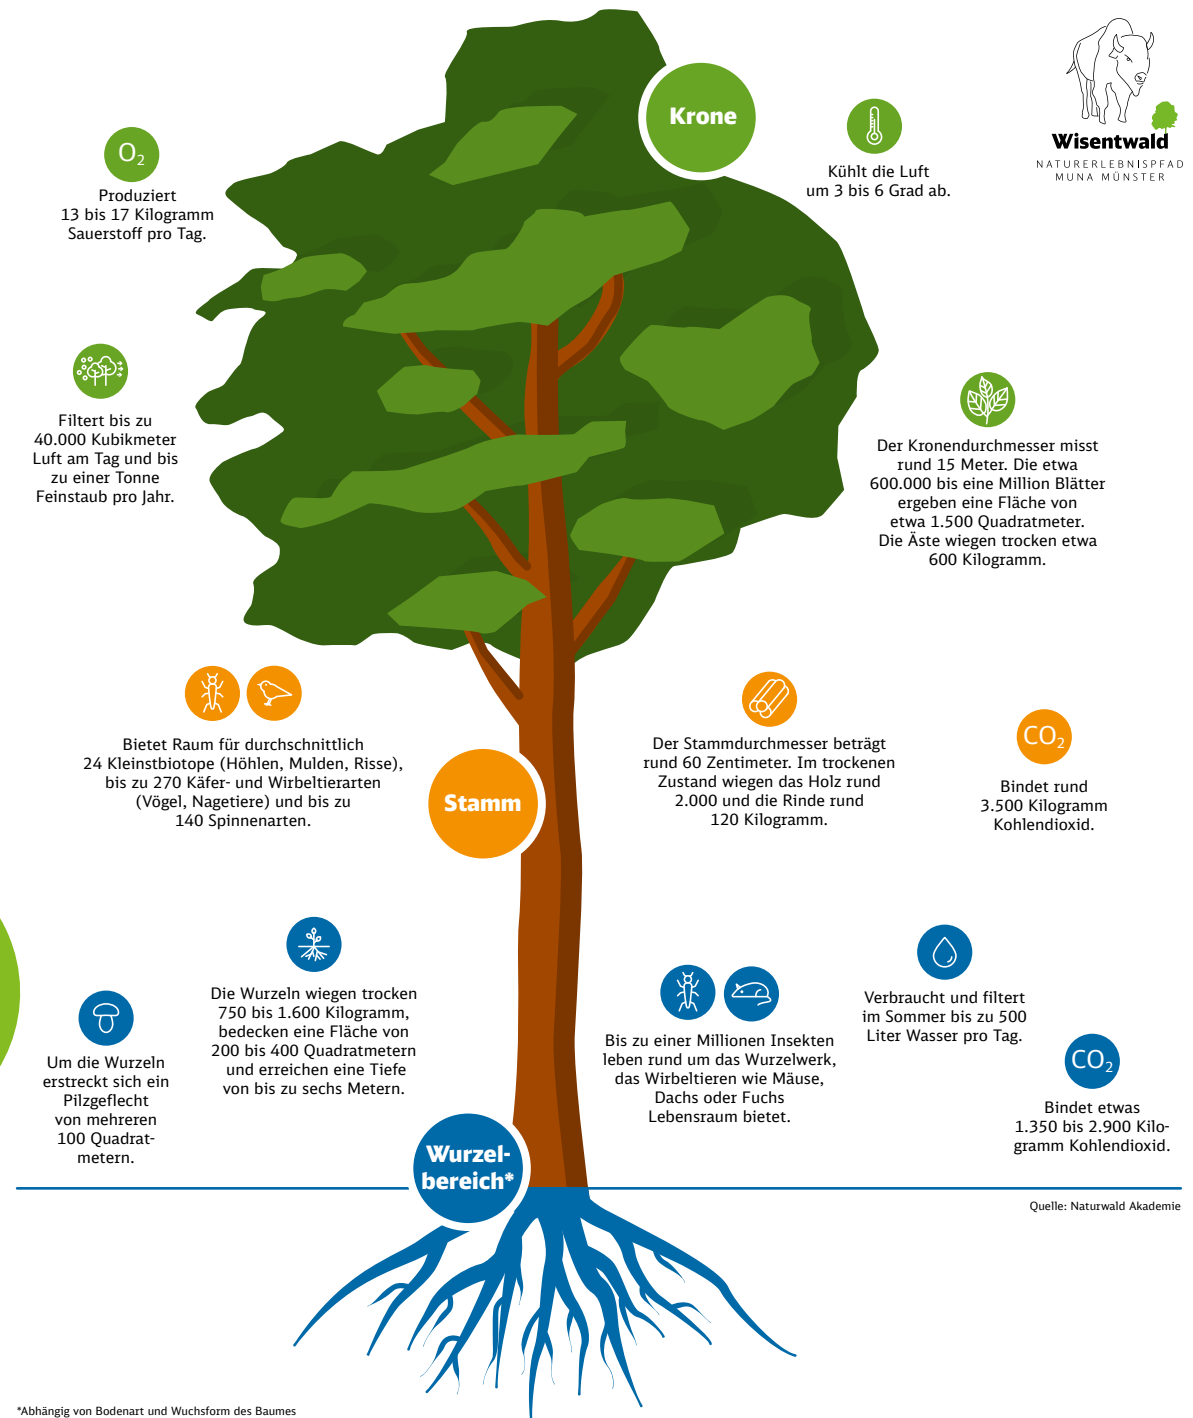 Krone
Wisentwald
NATURERLEBNISPFAD
MUNA MÜNSTER
O₂
Produziert
13 bis 17 Kilogramm
Sauerstoff pro Tag.
Kühlt die Luft
um 3 bis 6 Grad ab.
Filtert bis zu
40.000 Kubikmeter
Luft am Tag und bis
zu einer Tonne
Feinstaub pro Jahr.
Der Kronendurchmesser misst
rund 15 Meter. Die etwa
600.000 bis eine Million Blätter
ergeben eine Fläche von
etwa 1.500 Quadratmeter.
Die Äste wiegen trocken etwa
600 Kilogramm.
Bietet Raum für durchschnittlich
24 Kleinstbiotope (Höhlen, Mulden, Risse),
bis zu 270 Käfer- und Wirbeltierarten
(Vögel, Nagetiere) und bis zu
140 Spinnenarten.
Stamm
Der Stammdurchmesser beträgt
rund 60 Zentimeter. Im trockenen
Zustand wiegen das Holz rund
2.000 und die Rinde rund
120 Kilogramm.
CO₂
Bindet rund
3.500 Kilogramm
Kohlendioxid.
Um die Wurzeln
erstreckt sich ein
Pilzgeflecht
von mehreren
100 Quadrat-
metern.
Die Wurzeln wiegen trocken
750 bis 1.600 Kilogramm,
bedecken eine Fläche von
200 bis 400 Quadratmetern
und erreichen eine Tiefe
von bis zu sechs Metern.
Bis zu einer Millionen Insekten
leben rund um das Wurzelwerk,
das Wirbeltieren wie Mäuse,
Dachs oder Fuchs
Lebensraum bietet.
Verbraucht und filtert
im Sommer bis zu 500
Liter Wasser pro Tag.
CO₂
Bindet etwas
1.350 bis 2.900 Kilo-
gramm Kohlendioxid.
Wurzel-
bereich*
Quelle: Naturwald Akademie
*Abhängig von Bodenart und Wuchsform des Baumes